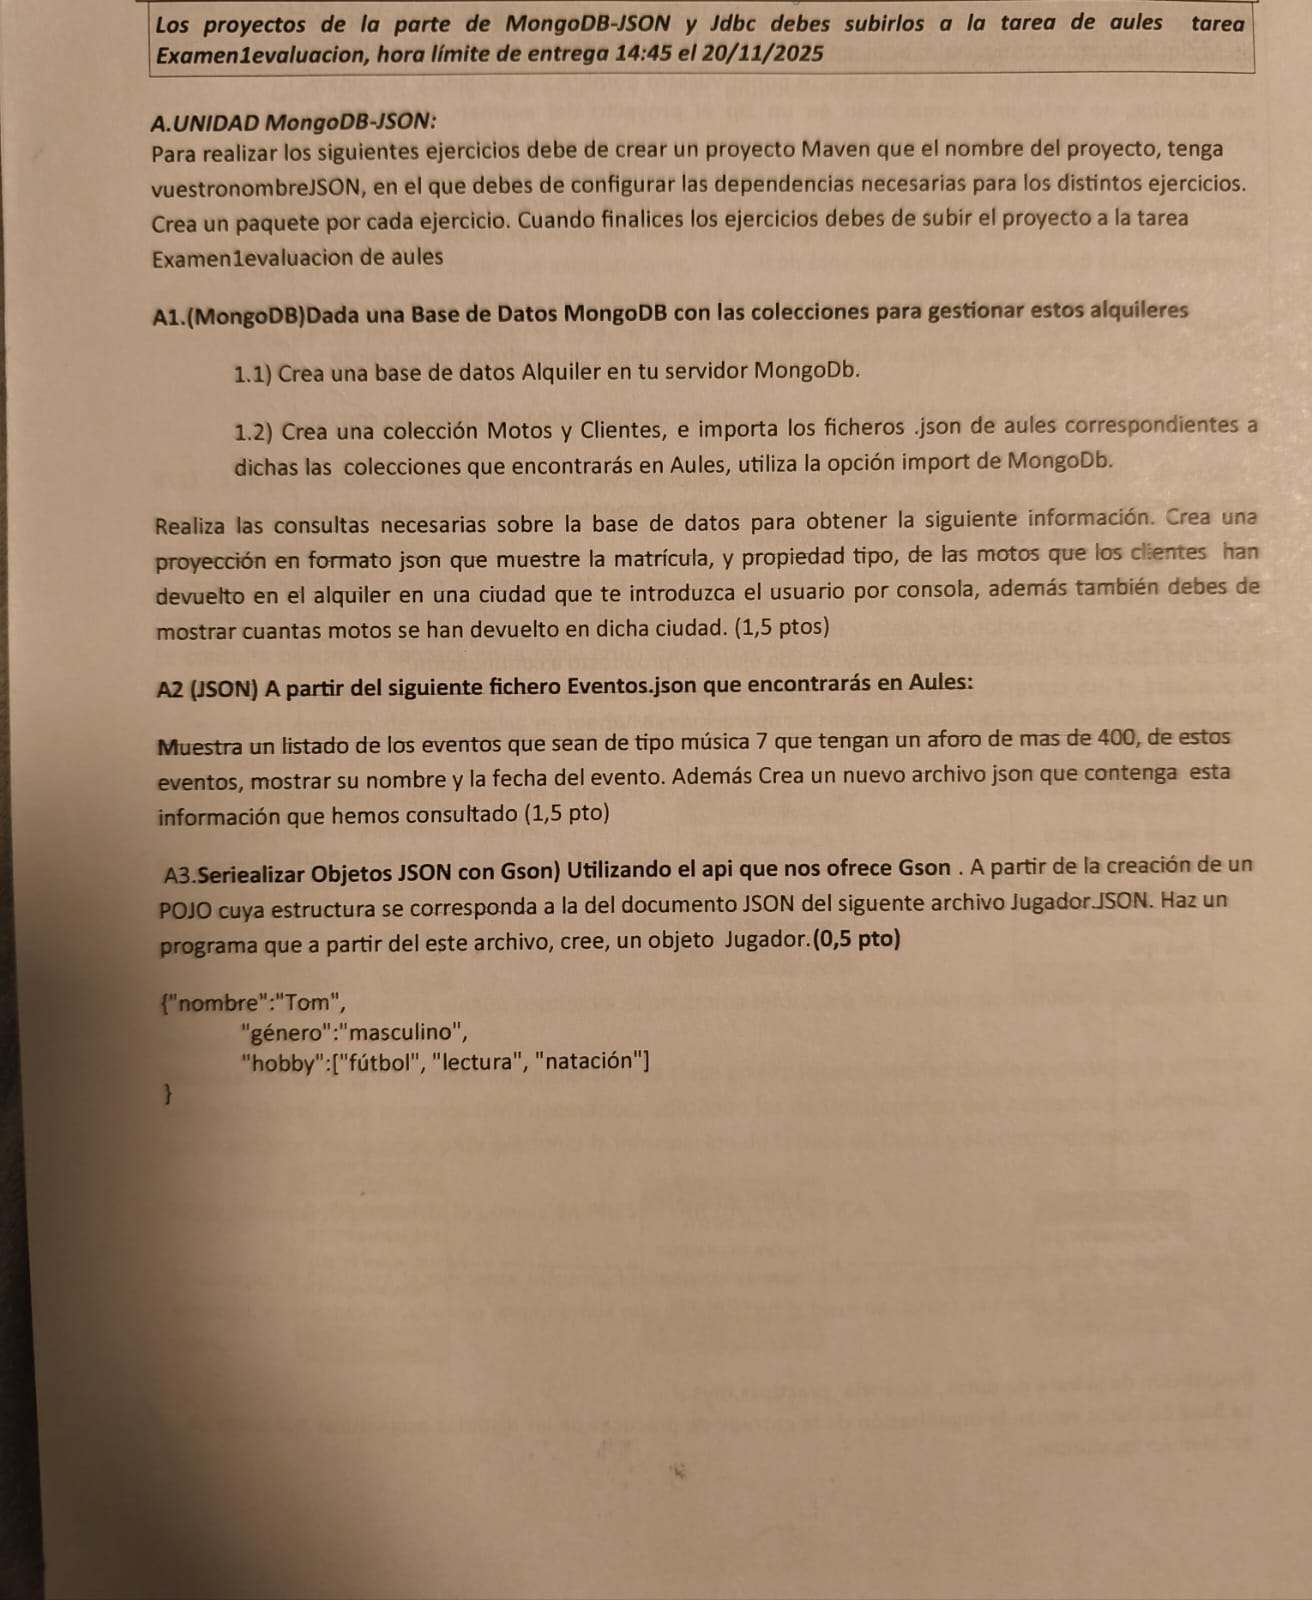 Los proyectos de la parte de MongoDB-JSON y Jdbc debes subirlos a la tarea de aules tarea
Examen1evaluacion, hora límite de entrega 14:45 el 20/11/2025
A.UNIDAD MongoDB-JSON:
Para realizar los siguientes ejercicios debe de crear un proyecto Maven que el nombre del proyecto, tenga
vuestronombreJSON, en el que debes de configurar las dependencias necesarias para los distintos ejercicios.
Crea un paquete por cada ejercicio. Cuando finalices los ejercicios debes de subir el proyecto a la tarea
Examen1evaluacion de aules
A1.(MongoDB)Dada una Base de Datos MongoDB con las colecciones para gestionar estos alquileres
1.1) Crea una base de datos Alquiler en tu servidor MongoDb.
1.2) Crea una colección Motos y Clientes, e importa los ficheros .json de aules correspondientes a
dichas las colecciones que encontrarás en Aules, utiliza la opción import de MongoDb.
Realiza las consultas necesarias sobre la base de datos para obtener la siguiente información. Crea una
proyección en formato json que muestre la matrícula, y propiedad tipo, de las motos que los clientes han
devuelto en el alquiler en una ciudad que te introduzca el usuario por consola, además también debes de
mostrar cuantas motos se han devuelto en dicha ciudad. (1,5 ptos)
A2 (JSON) A partir del siguiente fichero Eventos.json que encontrarás en Aules:
Muestra un listado de los eventos que sean de tipo música 7 que tengan un aforo de mas de 400, de estos
eventos, mostrar su nombre y la fecha del evento. Además Crea un nuevo archivo json que contenga esta
información que hemos consultado (1,5 pto)
A3.Seriealizar Objetos JSON con Gson) Utilizando el api que nos ofrece Gson . A partir de la creación de un
POJO cuya estructura se corresponda a la del documento JSON del siguente archivo Jugador.JSON. Haz un
programa que a partir del este archivo, cree, un objeto Jugador.(0,5 pto)
{"nombre":"Tom",
"género":"masculino",
"hobby":["fútbol", "lectura", "natación"]
}